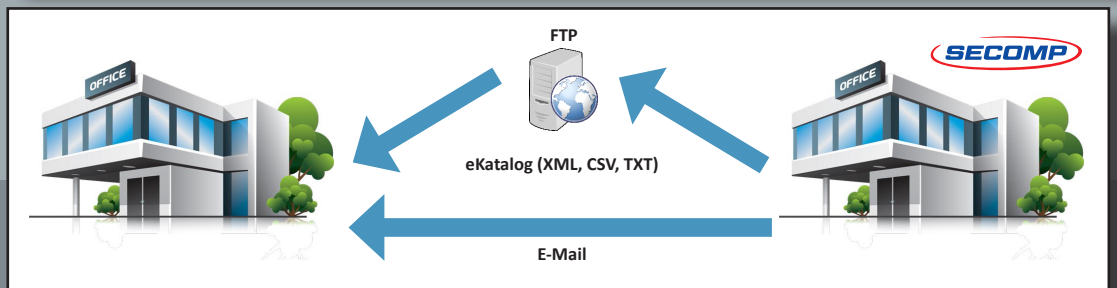 FTP
SECOMP
OFFICE
OFFICE
eKatalog (XML, CSV, TXT)
E-Mail